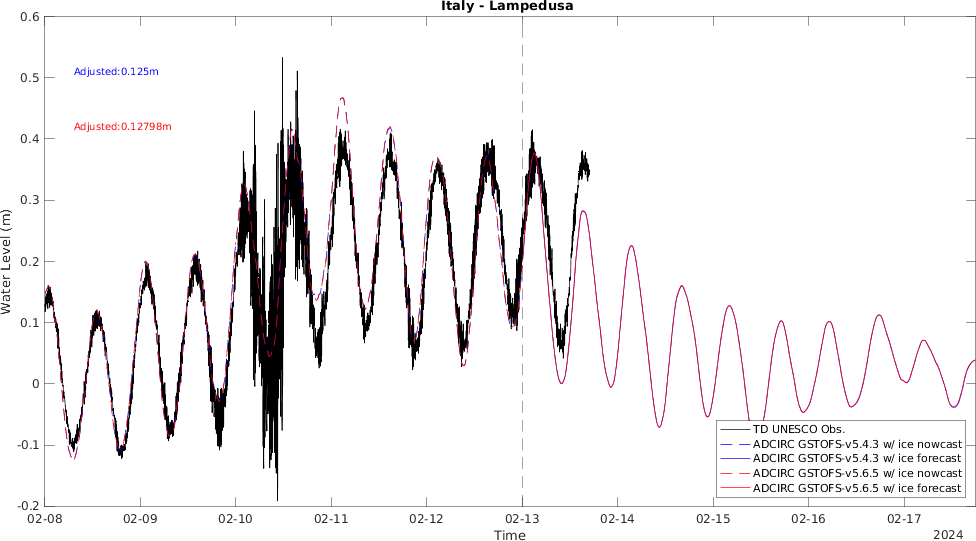 Italy - Lampedusa
0.6
0.5
0.4
0.3
0.2
0.1
0
-0.1
-0.2
Water Level (m)
Adjusted:0.125m
Adjusted:0.12798m
TD UNESCO Obs.
ADCIRC GSTOFS-v5.4.3 w/ ice nowcast
ADCIRC GSTOFS-v5.4.3 w/ ice forecast
ADCIRC GSTOFS-v5.6.5 w/ ice nowcast
ADCIRC GSTOFS-v5.6.5 w/ ice forecast
02-08 02-09 02-10 02-11 02-12 02-13 02-14 02-15 02-16 02-17
Time
2024